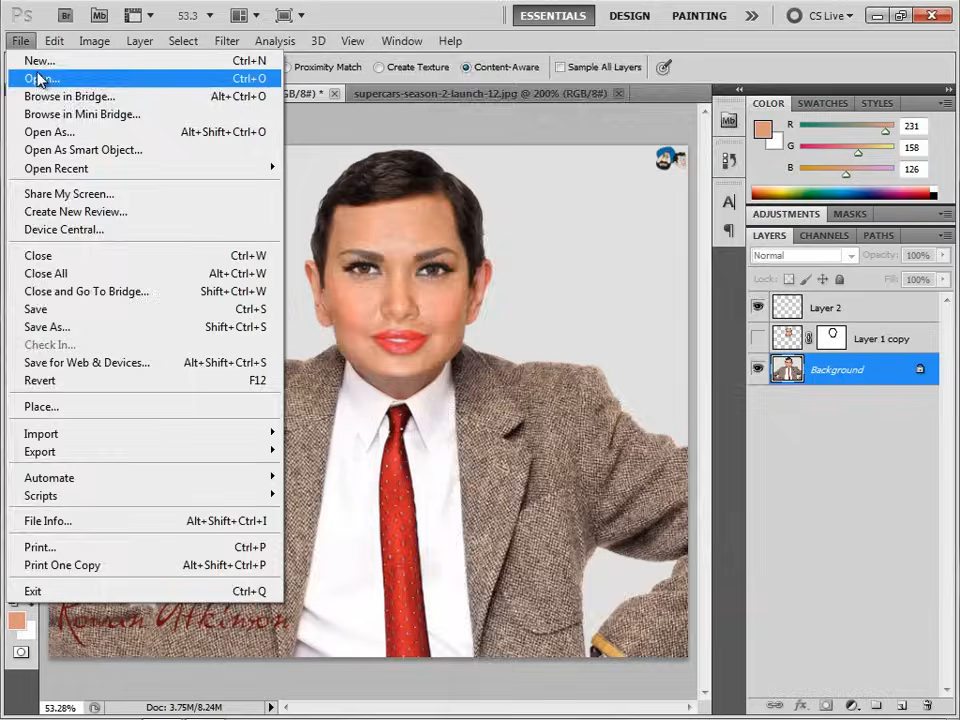 Ps Br Mb 53.3 ESSENTIALS DESIGN PAINTING CS Live
File Edit Image Layer Select Filter Analysis 3D View Window Help
Proximity Match Create Texture Content-Aware Sample All Layers
GB/8#) * supercars-season-2-launch-12.jpg @ 200% (RGB/8#)
New... Ctrl+N
Open... Ctrl+O
Browse in Bridge... Alt+Ctrl+O
Browse in Mini Bridge...
Open As... Alt+Shift+Ctrl+O
Open As Smart Object...
Open Recent
Share My Screen...
Create New Review...
Device Central...
Close Ctrl+W
Close All Alt+Ctrl+W
Close and Go To Bridge... Shift+Ctrl+W
Save Ctrl+S
Save As... Shift+Ctrl+S
Check In...
Save for Web & Devices... Alt+Shift+Ctrl+S
Revert F12
Place...
Import
Export
Automate
Scripts
File Info... Alt+Shift+Ctrl+I
Print... Ctrl+P
Print One Copy Alt+Shift+Ctrl+P
Exit Ctrl+Q
Rowan Atkinson
53.28% Doc: 3.75M/8.24M
Mb
A
COLOR SWATCHES STYLES
R 231
G 158
B 126
ADJUSTMENTS MASKS
LAYERS CHANNELS PATHS
Normal Opacity: 100%
Lock: Fill: 100%
Layer 2
Layer 1 copy
Background
fx